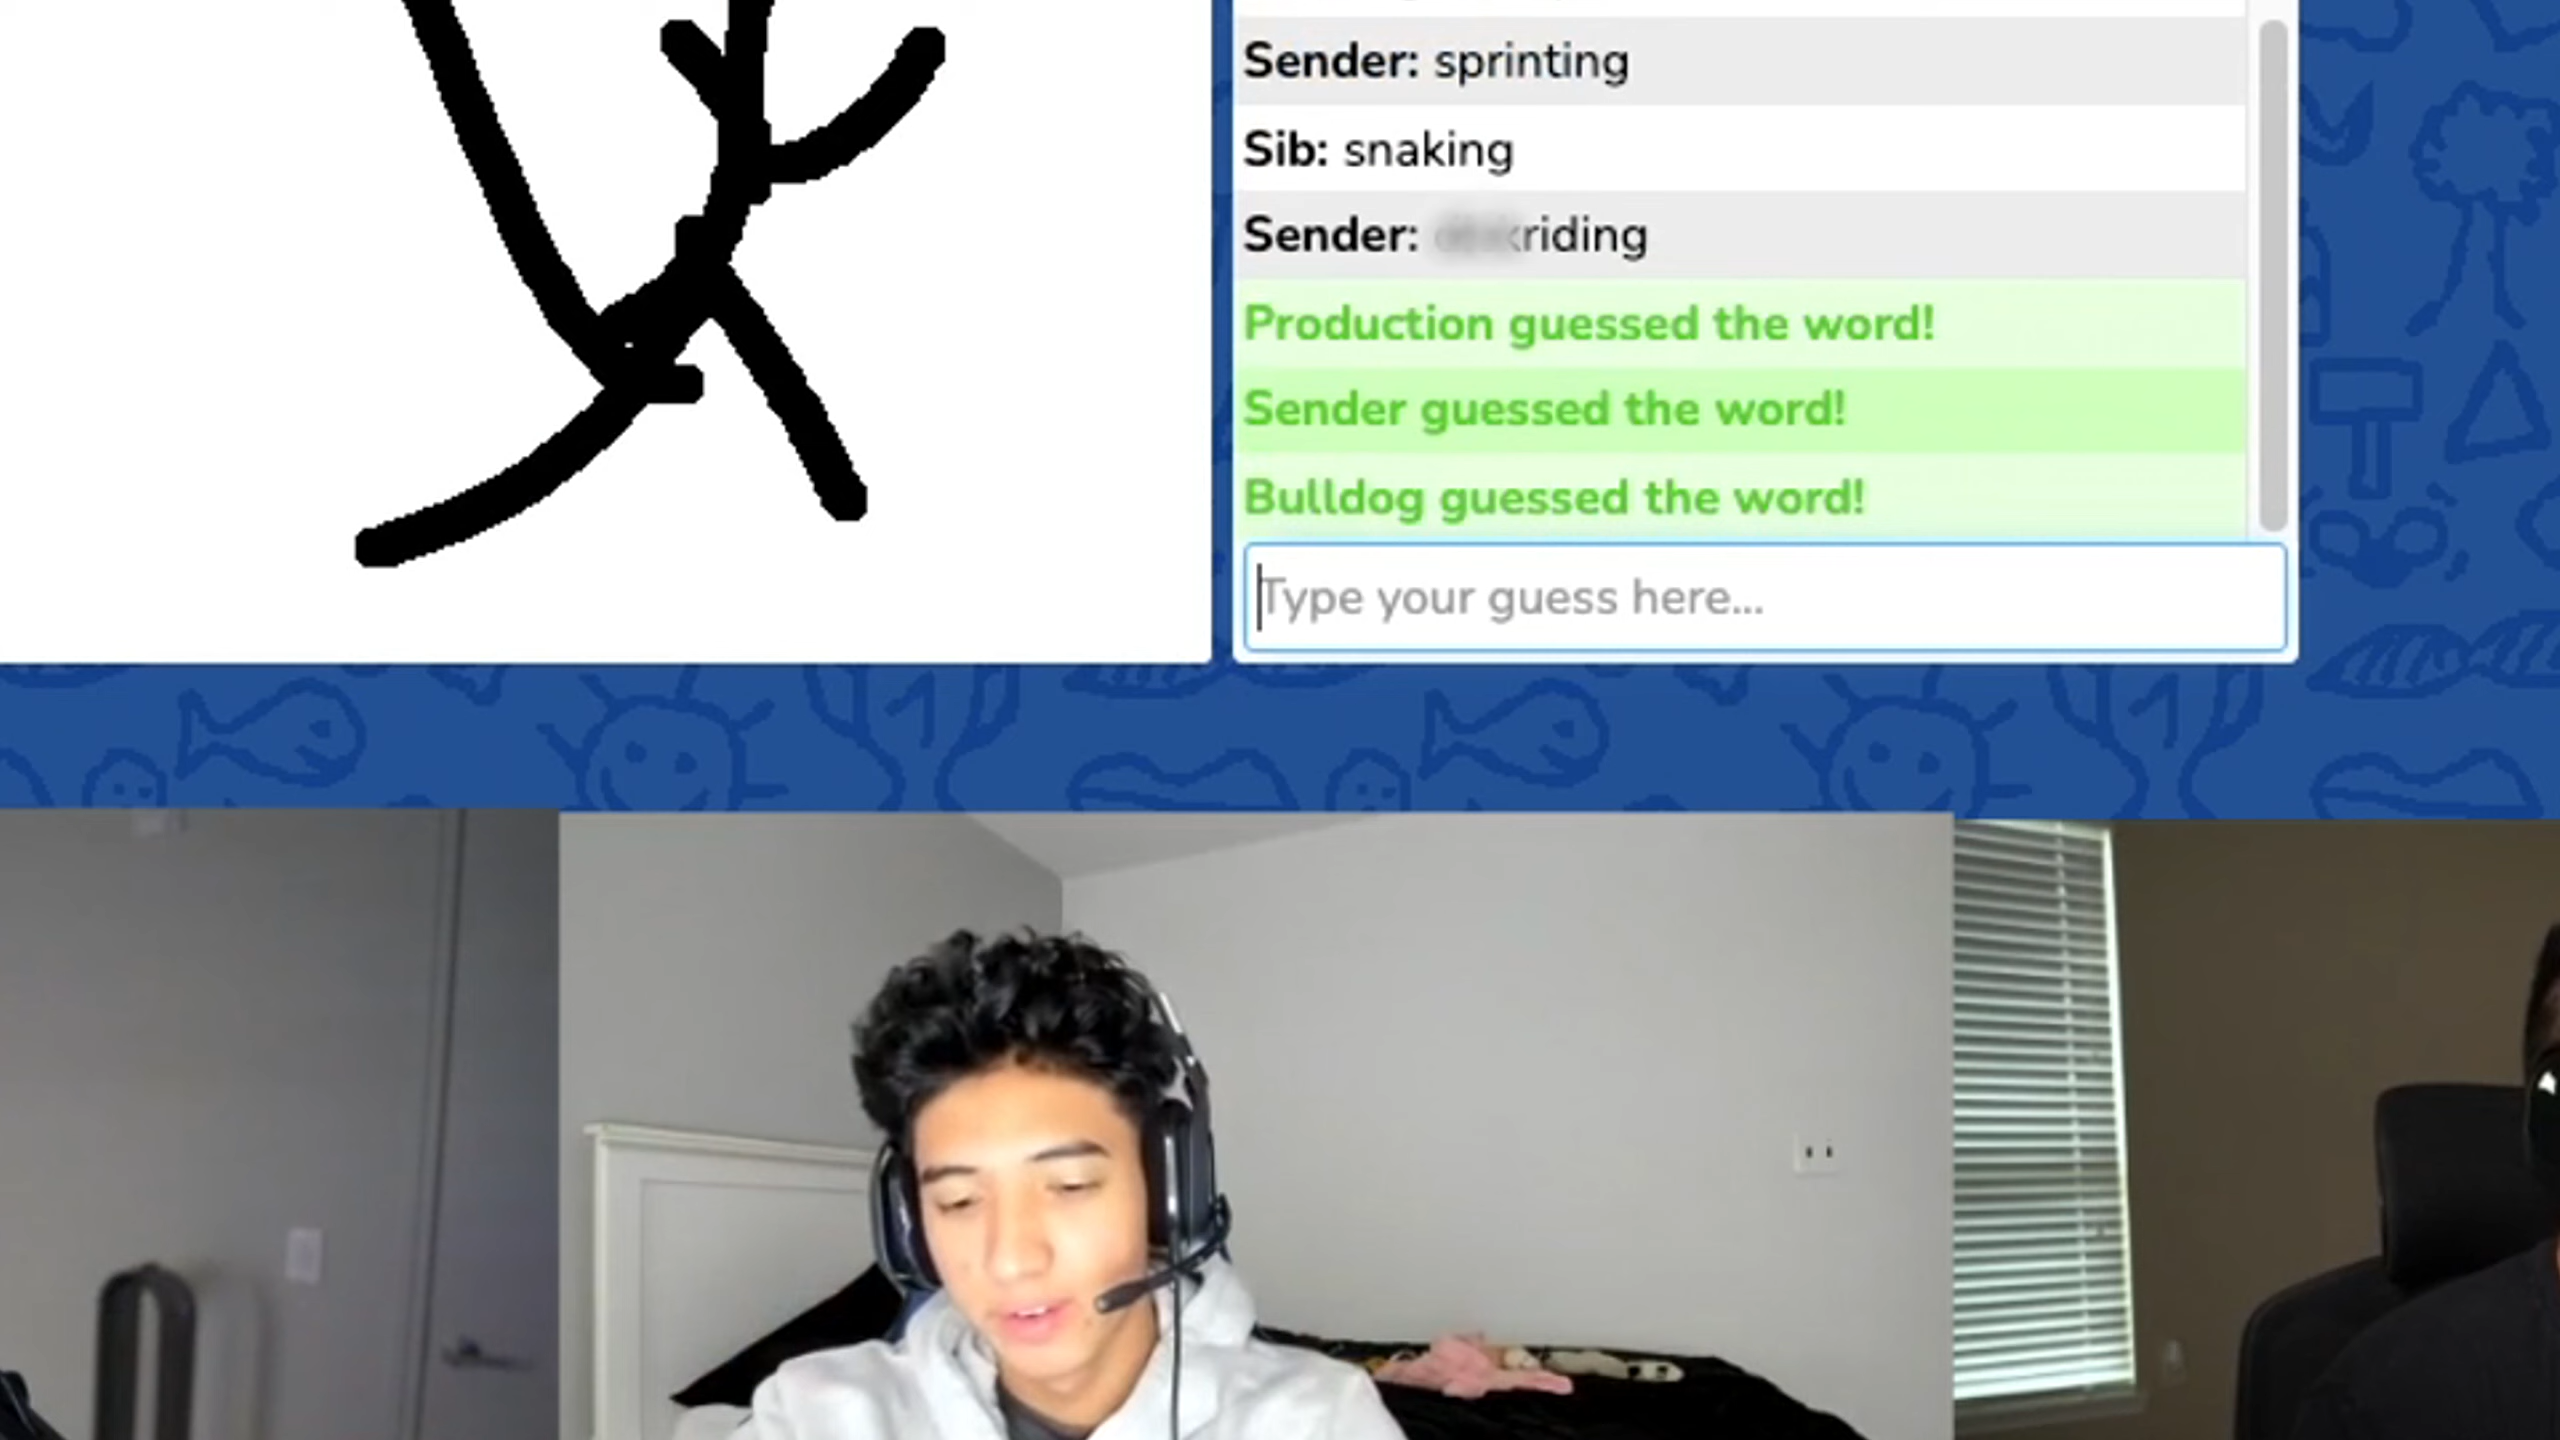 Sender: sprinting
Sib: snaking
Sender: riding
Production guessed the word!
Sender guessed the word!
Bulldog guessed the word!
Type your guess here...